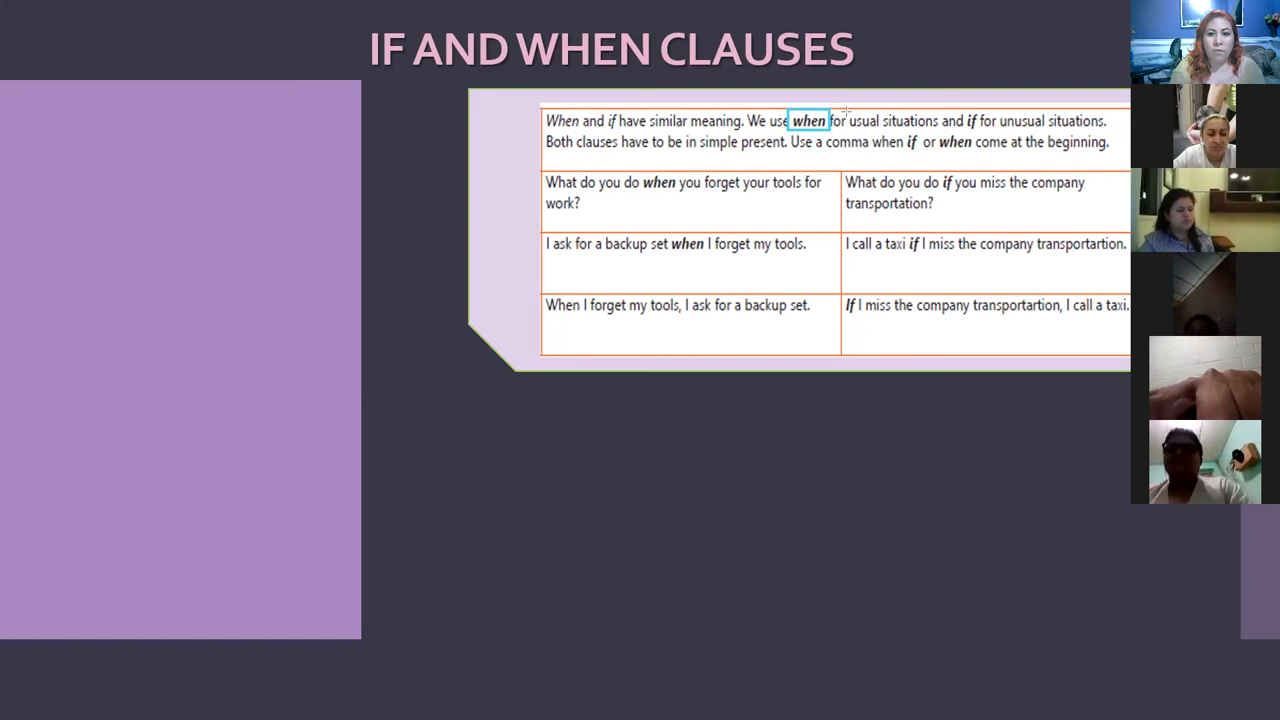 IF AND WHEN CLAUSES
When and if have similar meaning. We use when for usual situations and if for unusual situations.
Both clauses have to be in simple present. Use a comma when if or when come at the beginning.
What do you do when you forget your tools for
work?
What do you do if you miss the company
transportation?
I ask for a backup set when I forget my tools.
I call a taxi if I miss the company transportartion.
When I forget my tools, I ask for a backup set.
If I miss the company transportartion, I call a taxi.